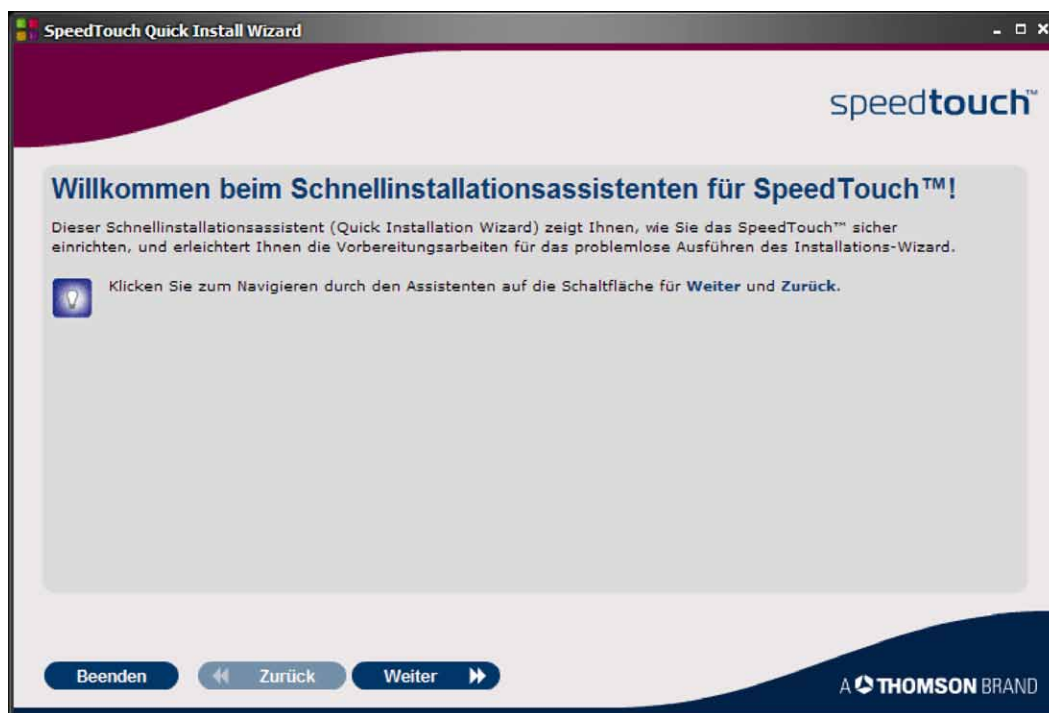 SpeedTouch Quick Install Wizard
speedtouch™
Willkommen beim Schnellinstallationsassistenten für SpeedTouch™!
Dieser Schnellinstallationsassistent (Quick Installation Wizard) zeigt Ihnen, wie Sie das SpeedTouch™ sicher
einrichten, und erleichtert Ihnen die Vorbereitungsarbeiten für das problemlose Ausführen des Installations-Wizard.
Klicken Sie zum Navigieren durch den Assistenten auf die Schaltfläche für Weiter und Zurück.
Beenden Zurück Weiter
A THOMSON BRAND